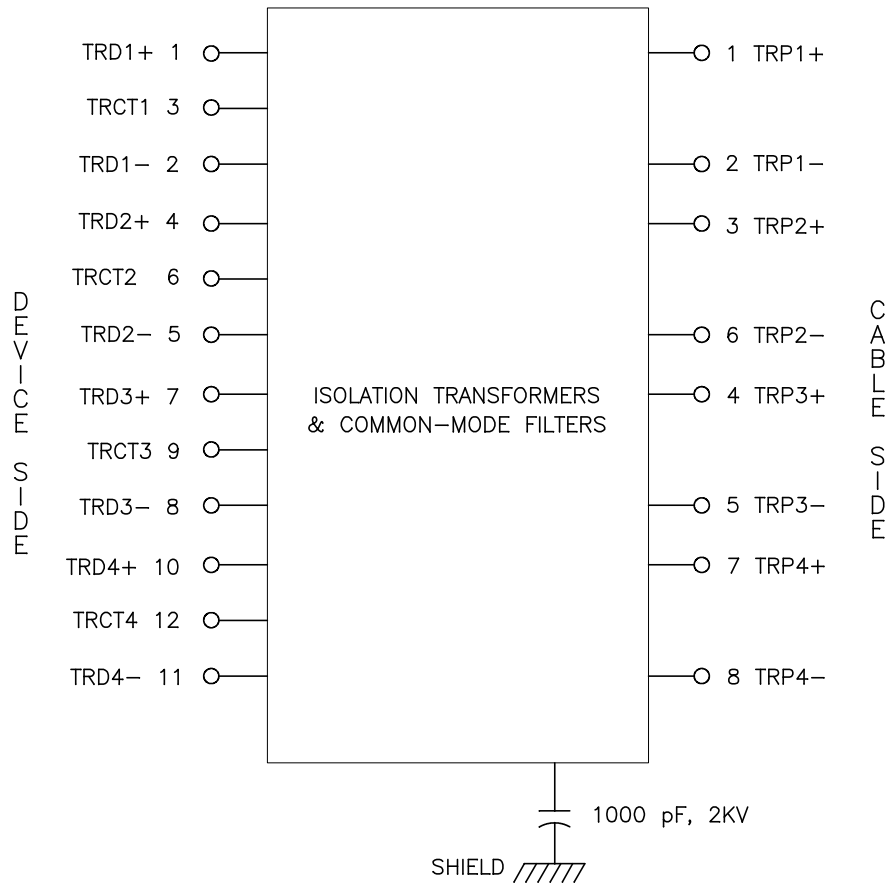 TRD1+ 1
TRCT1 3
TRD1− 2
TRD2+ 4
TRCT2 6
TRD2− 5
TRD3+ 7
TRCT3 9
TRD3− 8
TRD4+ 10
TRCT4 12
TRD4− 11
DEVICE SIDE
ISOLATION TRANSFORMERS
& COMMON−MODE FILTERS
1 TRP1+
2 TRP1−
3 TRP2+
6 TRP2−
4 TRP3+
5 TRP3−
7 TRP4+
8 TRP4−
CABLE SIDE
1000 pF, 2KV
SHIELD